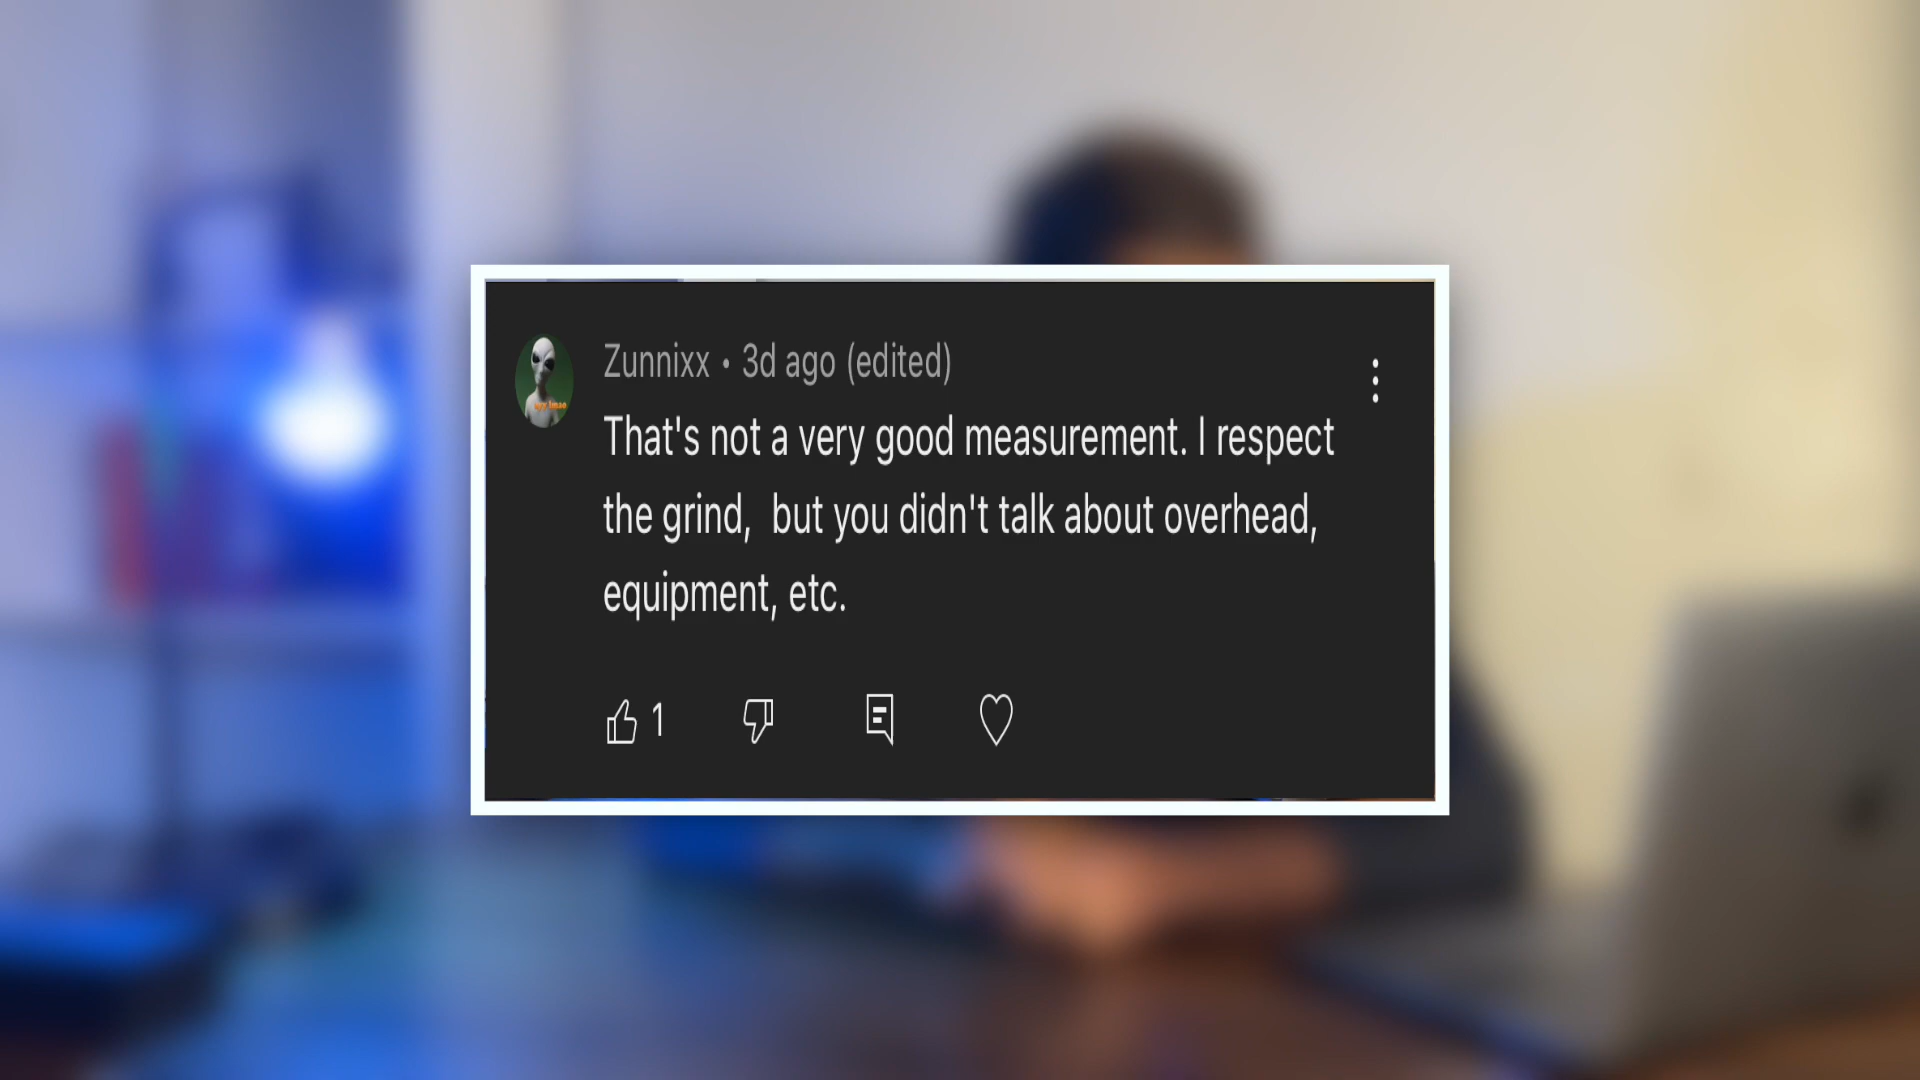 Zunnixx • 3d ago (edited)
That's not a very good measurement. I respect
the grind,  but you didn't talk about overhead,
equipment, etc.
1